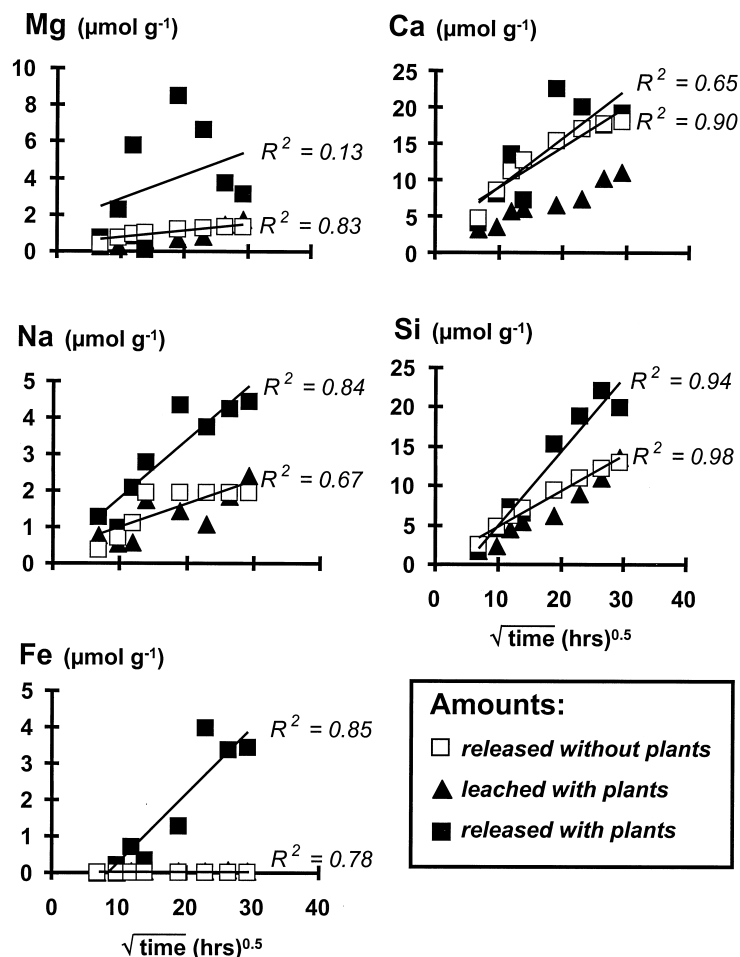 Mg (µmol g-1)
10
8
6
4
2
0
R2 = 0.13
R2 = 0.83
Ca (µmol g-1)
25
20
15
10
5
0
R2 = 0.65
R2 = 0.90
Na (µmol g-1)
5
4
3
2
1
0
R2 = 0.84
R2 = 0.67
Si (µmol g-1)
25
20
15
10
5
0
R2 = 0.94
R2 = 0.98
0 10 20 30 40
√time (hrs)0.5
Fe (µmol g-1)
5
4
3
2
1
0
R2 = 0.85
R2 = 0.78
0 10 20 30 40
√time (hrs)0.5
Amounts:
released without plants
leached with plants
released with plants